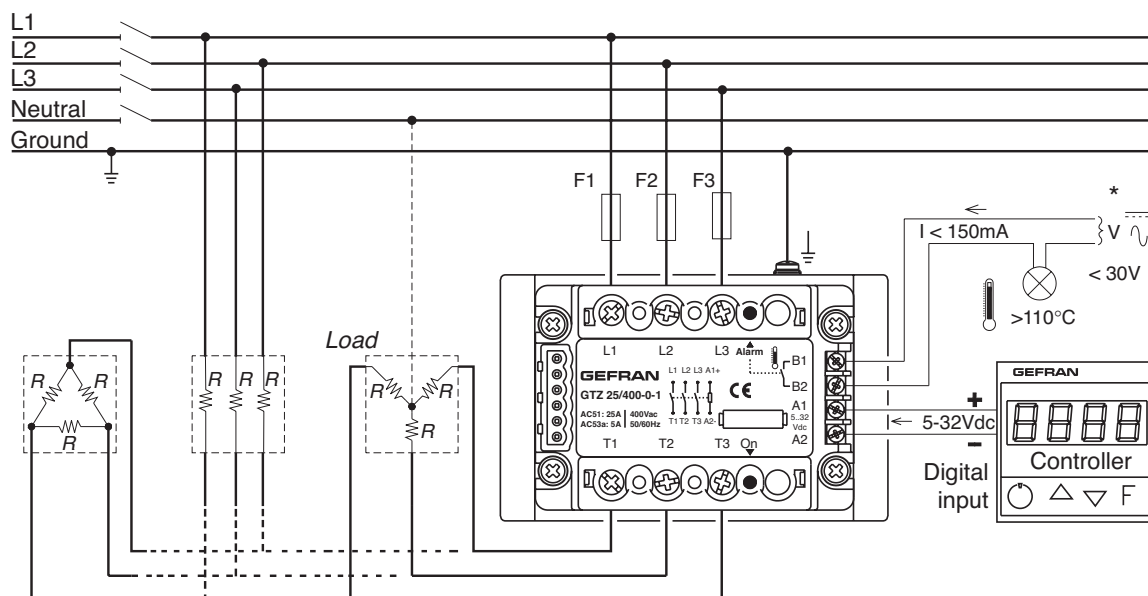 L1
L2
L3
Neutral
Ground
F1 F2 F3
*
I < 150mA
V
< 30V
>110°C
Load
R R R
R
R R R
R R R
L1 L2 L3 Alarm
B1
GEFRAN
L1 L2 L3 A1+
B2
GTZ 25/400-0-1
CE
A1
AC51: 25A 400Vac
AC53a: 5A 50/60Hz
T1 T2 T3 A2-
5..32
Vdc
A2
T1 T2 T3 On
+
5-32Vdc
–
Digital
input
GEFRAN
8888
Controller
F